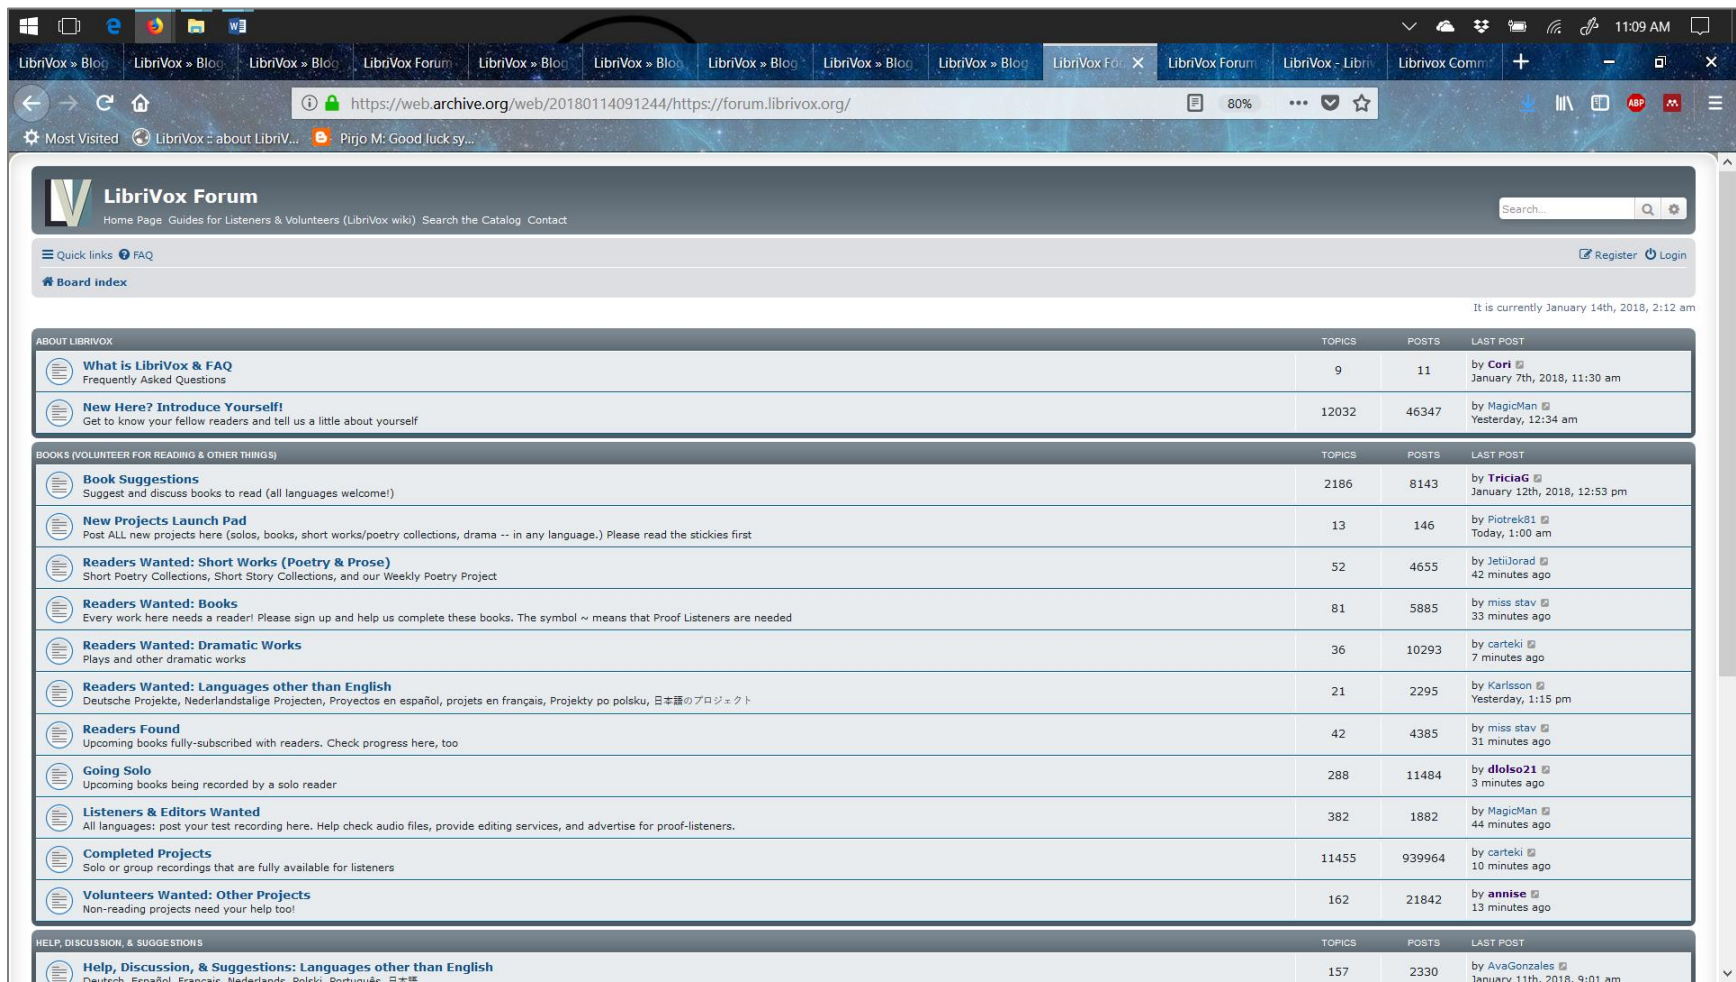 11:09 AM
LibriVox » Blog
LibriVox » Blog
LibriVox » Blog
LibriVox Forum
LibriVox » Blog
LibriVox » Blog
LibriVox » Blog
LibriVox » Blog
LibriVox » Blog
LibriVox For
LibriVox Forum
LibriVox - Libriv
Librivox Comm
https://web.archive.org/web/20180114091244/https://forum.librivox.org/
80%
ABP
Most Visited
LibriVox :: about LibriV...
Pirjo M: Good luck sy...
LV
LibriVox Forum
Home Page Guides for Listeners & Volunteers (LibriVox wiki) Search the Catalog Contact
Search...
Quick links FAQ
Register Login
Board index
It is currently January 14th, 2018, 2:12 am
ABOUT LIBRIVOX TOPICS POSTS LAST POST
What is LibriVox & FAQ
Frequently Asked Questions
9 11
by Cori
January 7th, 2018, 11:30 am
New Here? Introduce Yourself!
Get to know your fellow readers and tell us a little about yourself
12032 46347
by MagicMan
Yesterday, 12:34 am
BOOKS (VOLUNTEER FOR READING & OTHER THINGS) TOPICS POSTS LAST POST
Book Suggestions
Suggest and discuss books to read (all languages welcome!)
2186 8143
by TriciaG
January 12th, 2018, 12:53 pm
New Projects Launch Pad
Post ALL new projects here (solos, books, short works/poetry collections, drama -- in any language.) Please read the stickies first
13 146
by Piotrek81
Today, 1:00 am
Readers Wanted: Short Works (Poetry & Prose)
Short Poetry Collections, Short Story Collections, and our Weekly Poetry Project
52 4655
by JetiiJorad
42 minutes ago
Readers Wanted: Books
Every work here needs a reader! Please sign up and help us complete these books. The symbol ~ means that Proof Listeners are needed
81 5885
by miss stav
33 minutes ago
Readers Wanted: Dramatic Works
Plays and other dramatic works
36 10293
by carteki
7 minutes ago
Readers Wanted: Languages other than English
Deutsche Projekte, Nederlandstalige Projecten, Proyectos en español, projets en français, Projekty po polsku, 日本語のプロジェクト
21 2295
by Karlsson
Yesterday, 1:15 pm
Readers Found
Upcoming books fully-subscribed with readers. Check progress here, too
42 4385
by miss stav
31 minutes ago
Going Solo
Upcoming books being recorded by a solo reader
288 11484
by dlolso21
3 minutes ago
Listeners & Editors Wanted
All languages: post your test recording here. Help check audio files, provide editing services, and advertise for proof-listeners.
382 1882
by MagicMan
44 minutes ago
Completed Projects
Solo or group recordings that are fully available for listeners
11455 939964
by carteki
10 minutes ago
Volunteers Wanted: Other Projects
Non-reading projects need your help too!
162 21842
by annise
13 minutes ago
HELP, DISCUSSION, & SUGGESTIONS TOPICS POSTS LAST POST
Help, Discussion, & Suggestions: Languages other than English
Deutsch, Español, Français, Nederlands, Polski, Português, 日本語
157 2330
by AvaGonzales
January 11th, 2018, 9:01 am